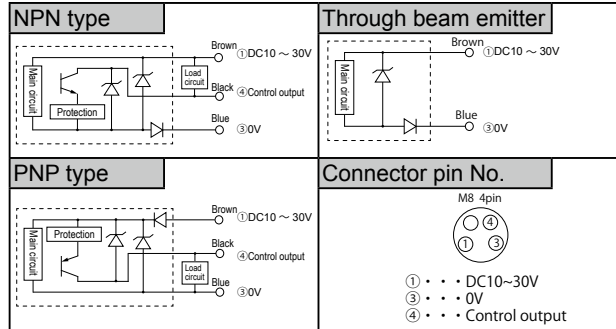 NPN type
Main circuit
Protection
Load circuit
Brown
①DC10 ～ 30V
Black
④Control output
Blue
③0V
Through beam emitter
Main circuit
Brown
①DC10 ～ 30V
Blue
③0V
PNP type
Main circuit
Protection
Load circuit
Brown
①DC10 ～ 30V
Black
④Control output
Blue
③0V
Connector pin No.
M8 4pin
④
① ③
①・・・DC10~30V
③・・・0V
④・・・Control output